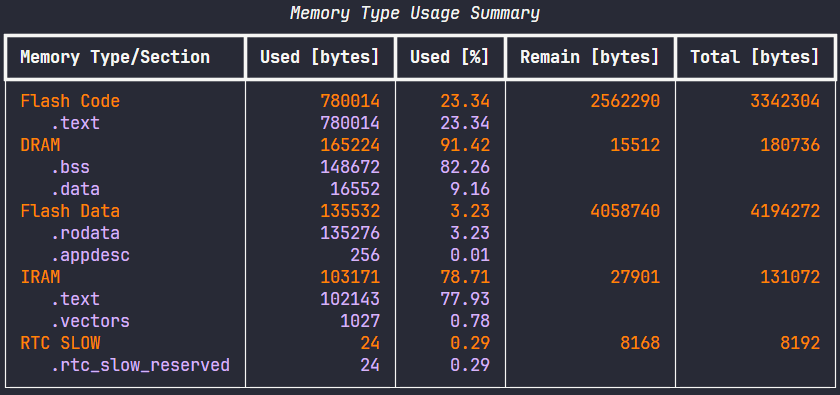 Memory Type Usage Summary
Memory Type/Section Used [bytes] Used [%] Remain [bytes] Total [bytes]
Flash Code 780014 23.34 2562290 3342304
.text 780014 23.34
DRAM 165224 91.42 15512 180736
.bss 148672 82.26
.data 16552 9.16
Flash Data 135532 3.23 4058740 4194272
.rodata 135276 3.23
.appdesc 256 0.01
IRAM 103171 78.71 27901 131072
.text 102143 77.93
.vectors 1027 0.78
RTC SLOW 24 0.29 8168 8192
.rtc_slow_reserved 24 0.29